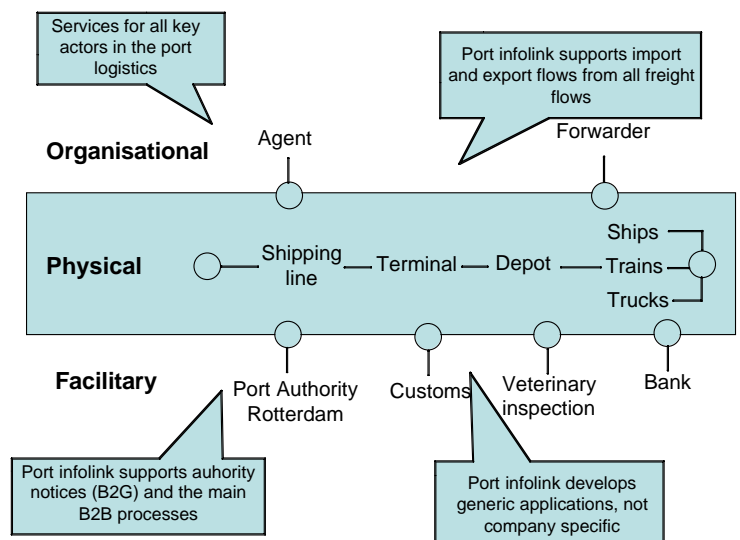 Services for all key
actors in the port
logistics
Port infolink supports import
and export flows from all freight
flows
Organisational
Agent
Forwarder
Physical
Shipping
line
Terminal
Depot
Ships
Trains
Trucks
Facilitary
Port Authority
Rotterdam
Customs
Veterinary
inspection
Bank
Port infolink supports auhority
notices (B2G) and the main
B2B processes
Port infolink develops
generic applications, not
company specific